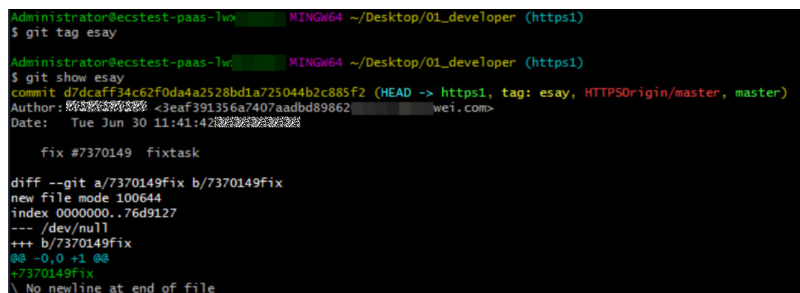 Administrator@ecstest-paas-lwx MINGW64 ~/Desktop/01_developer (https1)
$ git tag esay
Administrator@ecstest-paas-lw MINGW64 ~/Desktop/01_developer (https1)
$ git show esay
commit d7dcaff34c62f0da4a2528bd1a725044b2c885f2 (HEAD -> https1, tag: esay, HTTPSOrigin/master, master)
Author: <3eaf391356a7407aadbd89862 wei.com>
Date: Tue Jun 30 11:41:42
fix #7370149 fixtask
diff --git a/7370149fix b/7370149fix
new file mode 100644
index 0000000..76d9127
--- /dev/null
+++ b/7370149fix
@@ -0,0 +1 @@
+7370149fix
\ No newline at end of file